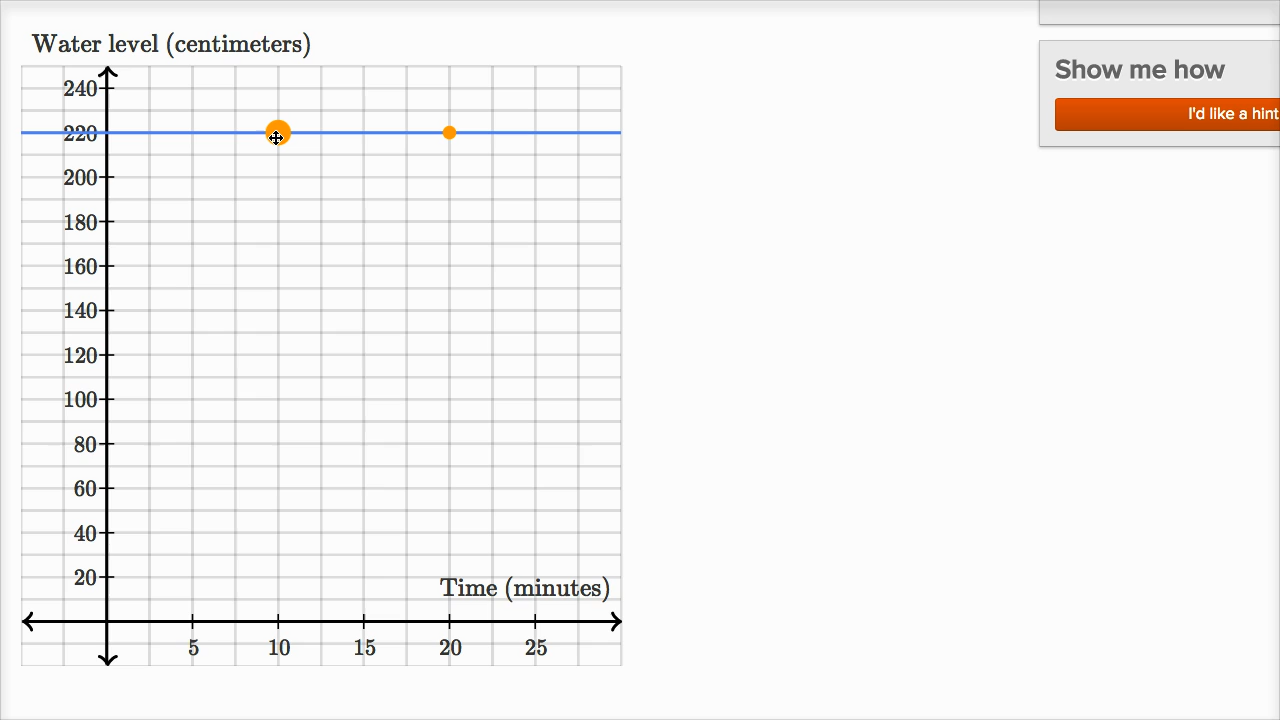 Water level (centimeters)
240
220
200
180
160
140
120
100
80
60
40
20
Time (minutes)
5 10 15 20 25
Show me how
I'd like a hint